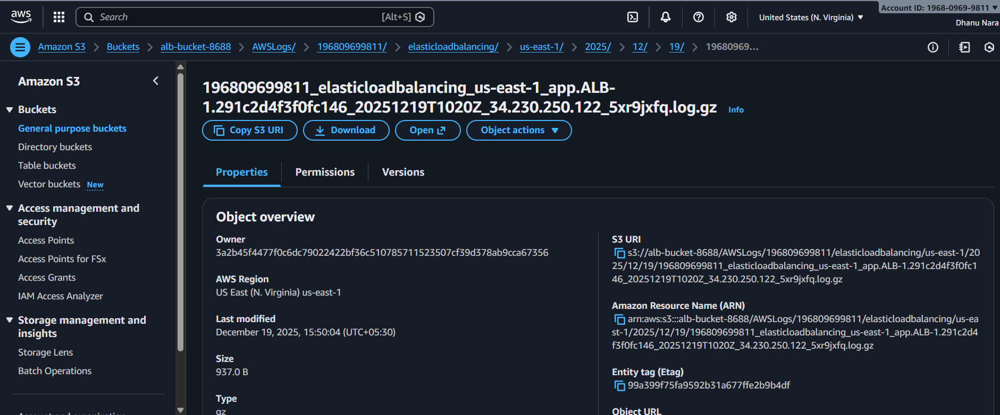 aws
Search
[Alt+S]
United States (N. Virginia)
Account ID: 1968-0969-9811
Dhanu Nara
Amazon S3
Buckets
alb-bucket-8688
AWSLogs/
196809699811/
elasticloadbalancing/
us-east-1/
2025/
12/
19/
19680969...
Amazon S3
Buckets
General purpose buckets
Directory buckets
Table buckets
Vector buckets New
Access management and
security
Access Points
Access Points for FSx
Access Grants
IAM Access Analyzer
Storage management and
insights
Storage Lens
Batch Operations
196809699811_elasticloadbalancing_us-east-1_app.ALB-
1.291c2d4f3f0fc146_20251219T1020Z_34.230.250.122_5xr9jxfq.log.gz Info
Copy S3 URI
Download
Open
Object actions
Properties
Permissions
Versions
Object overview
Owner
3a2b45f4477f0c6dc79022422bf36c510785711523507cf39d378ab9cca67356
AWS Region
US East (N. Virginia) us-east-1
Last modified
December 19, 2025, 15:50:04 (UTC+05:30)
Size
937.0 B
Type
gz
S3 URI
s3://alb-bucket-8688/AWSLogs/196809699811/elasticloadbalancing/us-east-1/20
25/12/19/196809699811_elasticloadbalancing_us-east-1_app.ALB-1.291c2d4f3f0fc1
46_20251219T1020Z_34.230.250.122_5xr9jxfq.log.gz
Amazon Resource Name (ARN)
arn:aws:s3:::alb-bucket-8688/AWSLogs/196809699811/elasticloadbalancing/us-ea
st-1/2025/12/19/196809699811_elasticloadbalancing_us-east-1_app.ALB-1.291c2d4
f3f0fc146_20251219T1020Z_34.230.250.122_5xr9jxfq.log.gz
Entity tag (Etag)
99a399f75fa9592b31a677ffe2b9b4df
Object URL